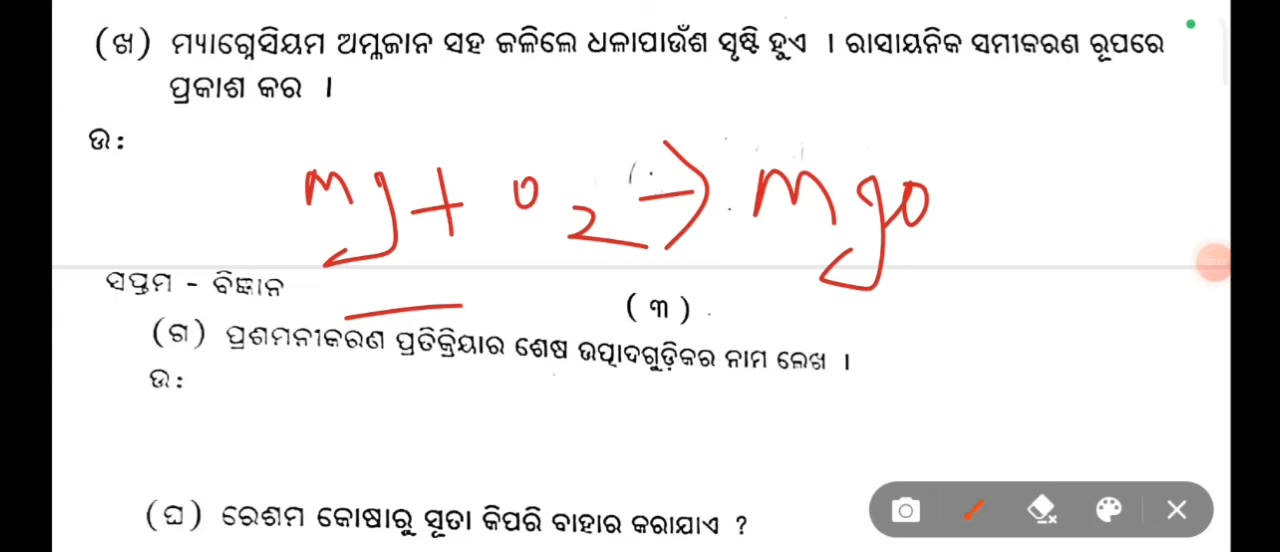 (ଖ) ମ୍ୟାଗ୍ନେସିୟମ ଅମ୍ଳଜାନ ସହ ଜଳିଲେ ଧଳାପାଉଁଶ ସୃଷ୍ଟି ହୁଏ । ରାସାୟନିକ ସମୀକରଣ ରୂପରେ
ପ୍ରକାଶ କର ।
ଉ:
Mg + O2 → MgO
ସପ୍ତମ - ବିଜ୍ଞାନ
(୩)
(ଗ) ପ୍ରଶମନୀକରଣ ପ୍ରତିକ୍ରିୟାର ଶେଷ ଉତ୍ପାଦଗୁଡ଼ିକର ନାମ ଲେଖ ।
ଉ:
(ଘ) ରେଶମ କୋଷାରୁ ସୂତା କିପରି ବାହାର କରାଯାଏ ?